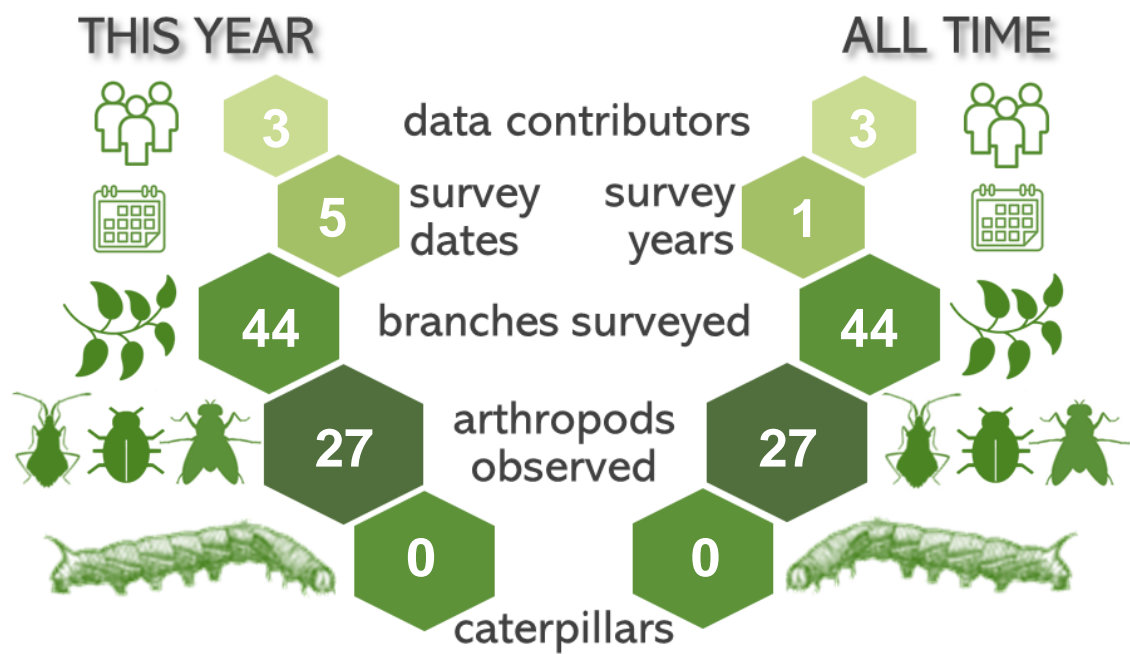 THIS YEAR
ALL TIME
3
data contributors
3
5
survey
dates
survey
years
1
44
branches surveyed
44
27
arthropods
observed
27
0
caterpillars
0